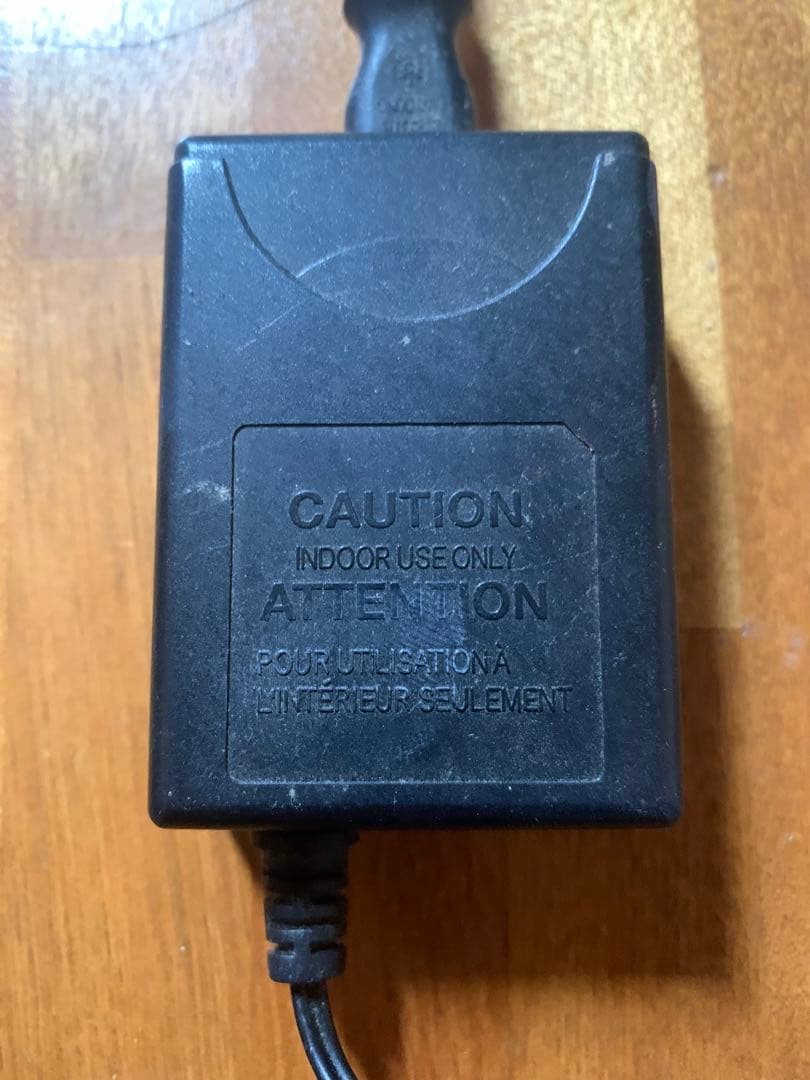 CAUTION
INDOOR USE ONLY
ATTENTION
POUR UTILISATION À
L'INTÉRIEUR SEULEMENT